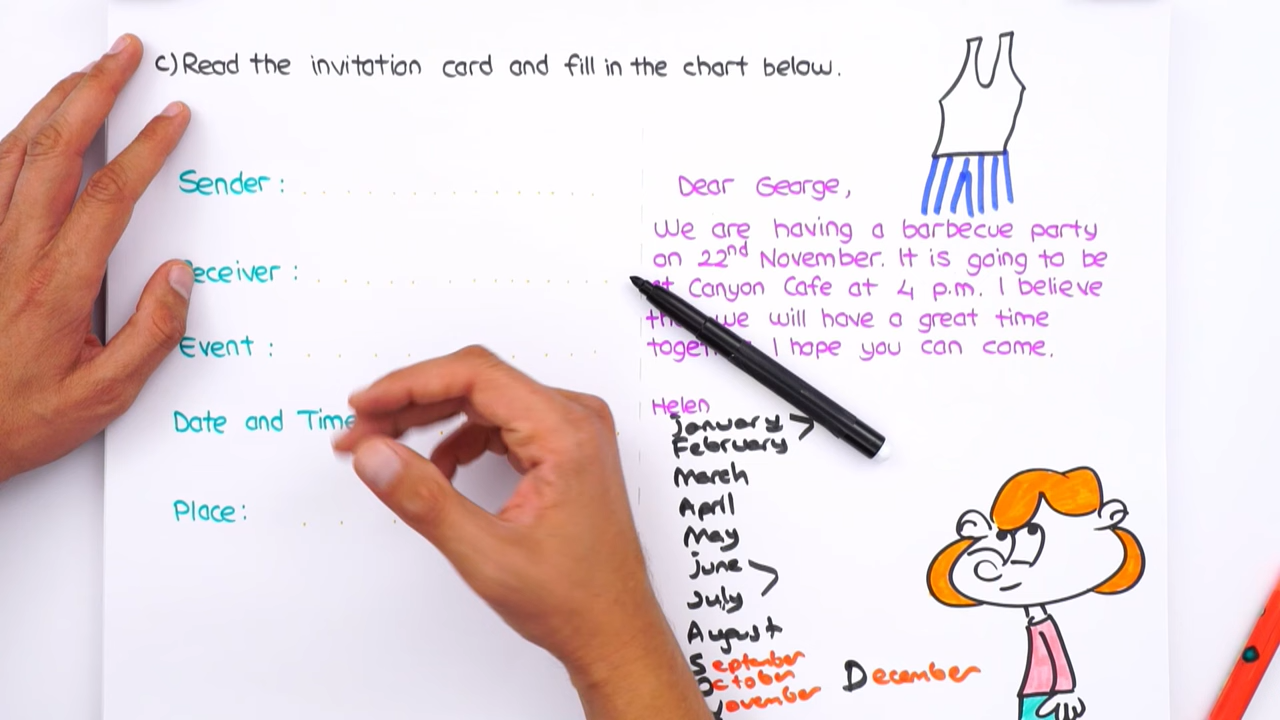 c) Read the invitation card and fill in the chart below.
Sender :
Receiver :
Event :
Date and Time
Place:
Dear George,
We are having a barbecue party
on 22nd November. It is going to be
at Canyon Cafe at 4 p.m. I believe
we will have a great time
I hope you can come.
Helen
January
February
March
April
May
June
July
August
September
October
November
December